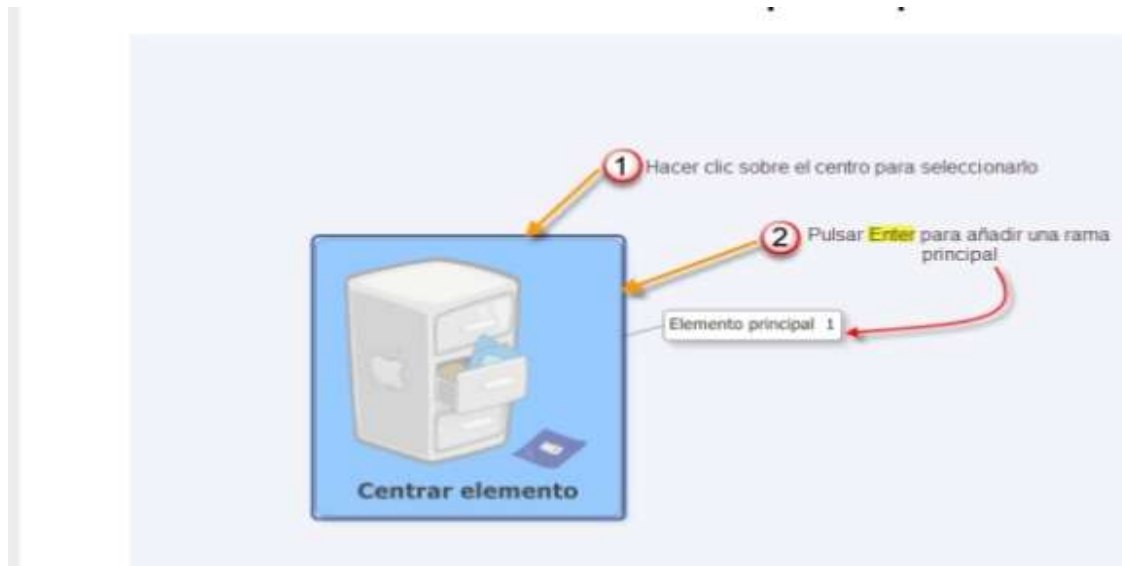 1 Hacer clic sobre el centro para seleccionarlo
2 Pulsar Enter para añadir una rama
principal
Elemento principal 1
Centrar elemento